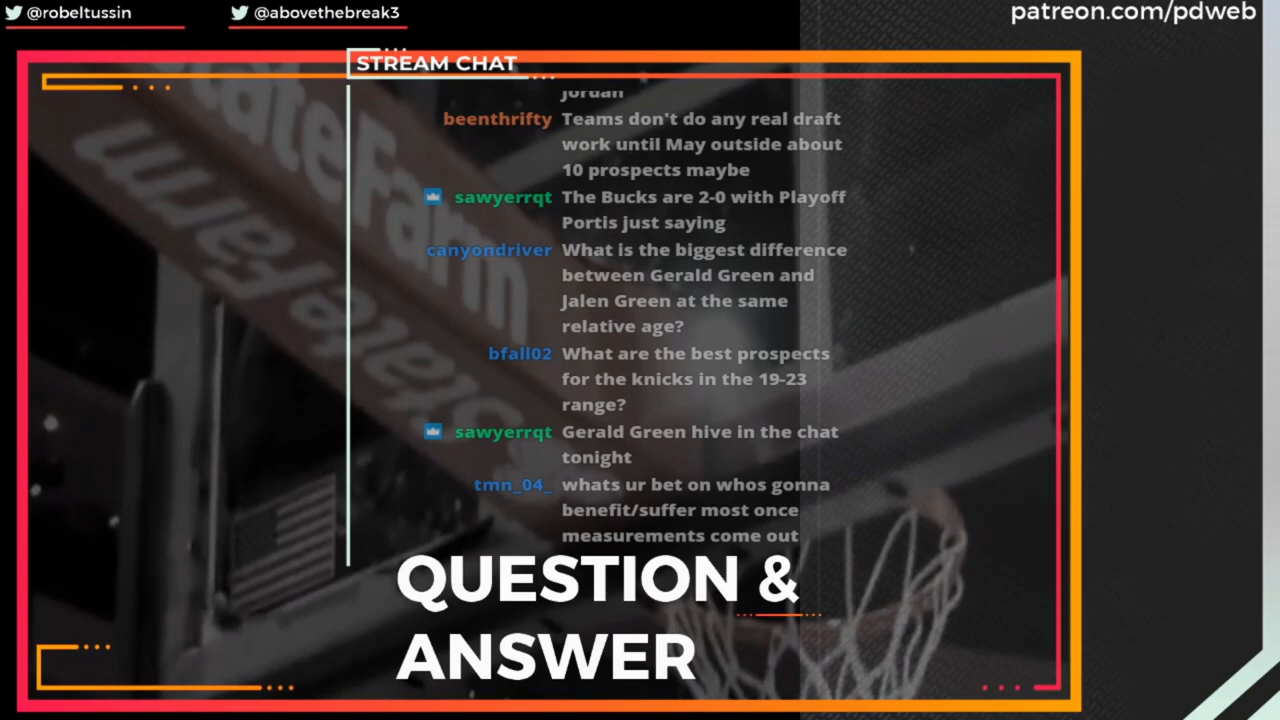 @robeltussin
@abovethebreak3
patreon.com/pdweb
STREAM CHAT
jordan
beenthrifty Teams don't do any real draft
work until May outside about
10 prospects maybe
sawyerrqt The Bucks are 2-0 with Playoff
Portis just saying
canyondriver What is the biggest difference
between Gerald Green and
Jalen Green at the same
relative age?
bfall02 What are the best prospects
for the knicks in the 19-23
range?
sawyerrqt Gerald Green hive in the chat
tonight
tmn_04_ whats ur bet on whos gonna
benefit/suffer most once
measurements come out
QUESTION &
ANSWER
ateFarm
StateFarm